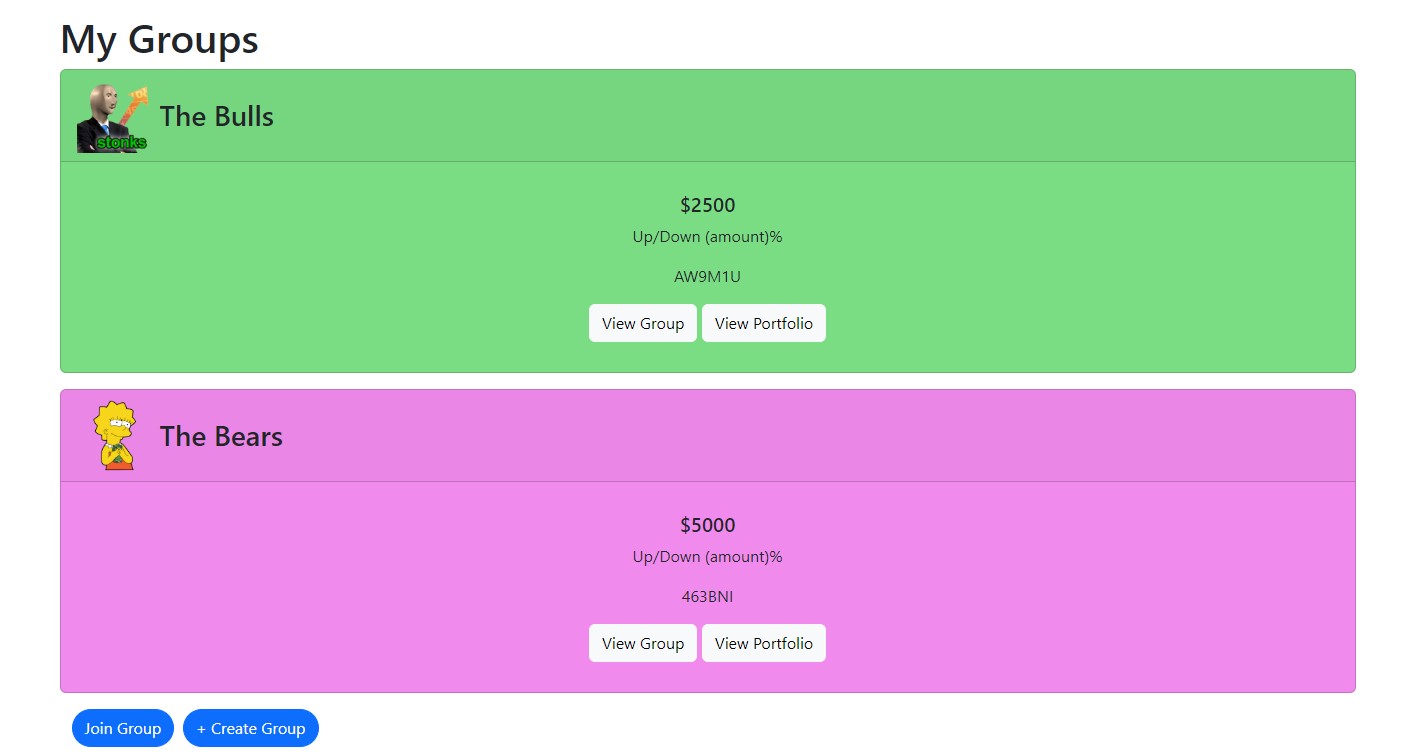 My Groups
stonks
The Bulls
$2500
Up/Down (amount)%
AW9M1U
View Group View Portfolio
The Bears
$5000
Up/Down (amount)%
463BNI
View Group View Portfolio
Join Group + Create Group